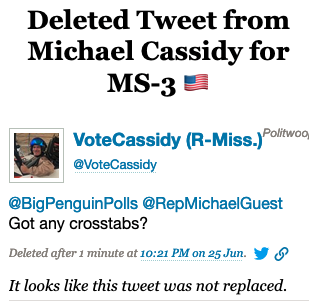 Deleted Tweet from
Michael Cassidy for
MS-3 🇺🇸
VoteCassidy (R-Miss.)
@VoteCassidy
@BigPenguinPolls @RepMichaelGuest
Got any crosstabs?
Deleted after 1 minute at 10:21 PM on 25 Jun.
It looks like this tweet was not replaced.